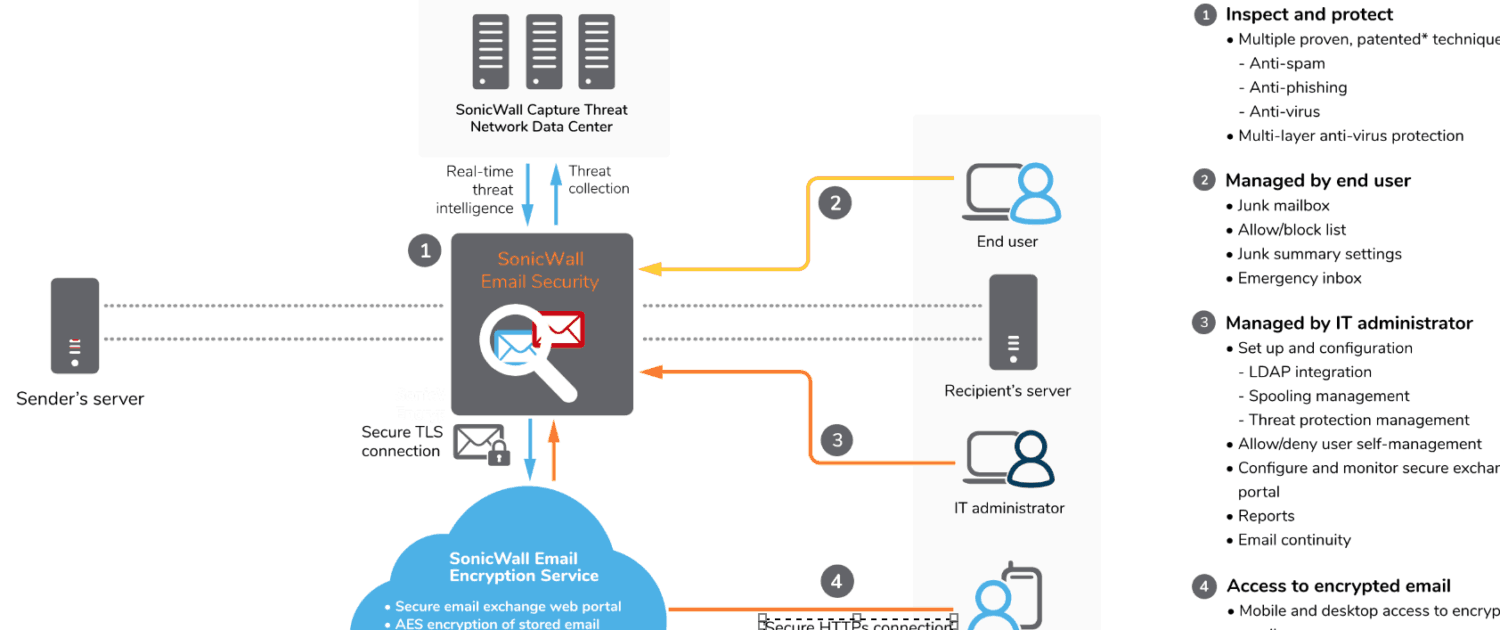 SonicWall Capture Threat
Network Data Center
Real-time
threat
intelligence
Threat
collection
1
SonicWall
Email Security
2
End user
Sender's server
Recipient's server
Secure TLS
connection
3
IT administrator
SonicWall Email
Encryption Service
• Secure email exchange web portal
• AES encryption of stored email
4
Secure HTTPs connection
1 Inspect and protect
• Multiple proven, patented* technique
- Anti-spam
- Anti-phishing
- Anti-virus
• Multi-layer anti-virus protection
2 Managed by end user
• Junk mailbox
• Allow/block list
• Junk summary settings
• Emergency inbox
3 Managed by IT administrator
• Set up and configuration
- LDAP integration
- Spooling management
- Threat protection management
• Allow/deny user self-management
• Configure and monitor secure exchan
portal
• Reports
• Email continuity
4 Access to encrypted email
• Mobile and desktop access to encryp